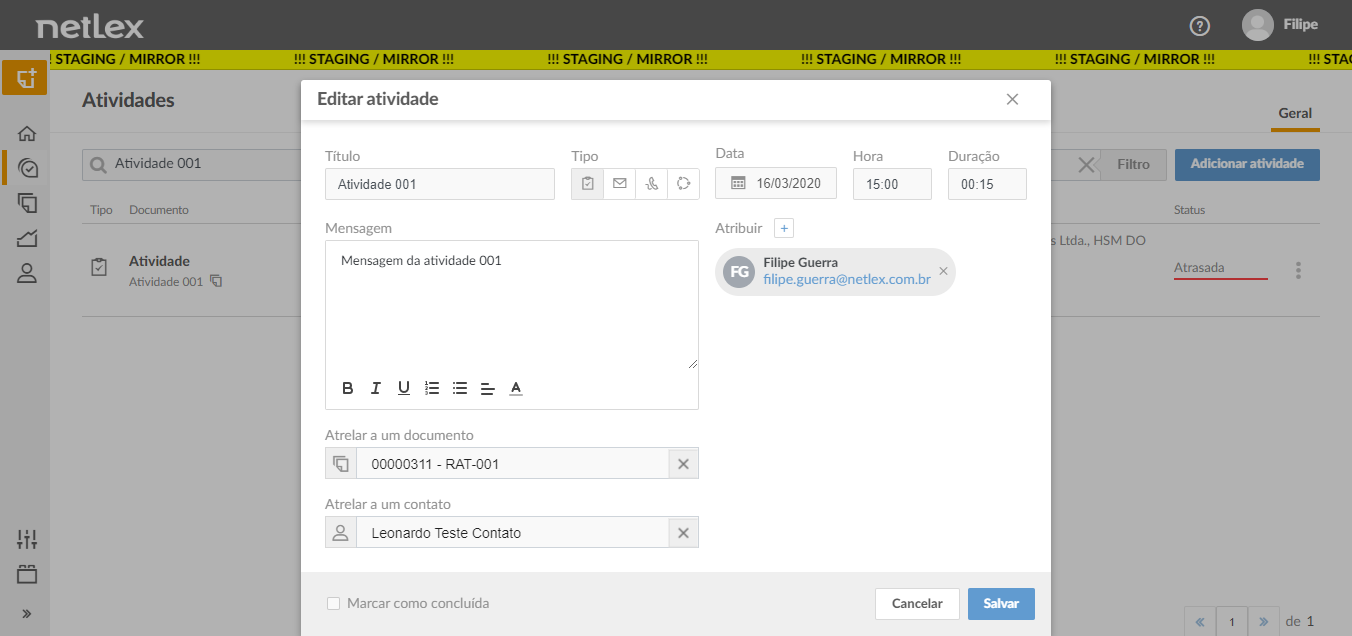 netlex
? Filipe
!!! STAGING / MIRROR !!! !!! STAGING / MIRROR !!! !!! STAGING / MIRROR !!! !!! STAGING / MIRROR !!! !!! STAGING / MIRROR !!! !!! STAG
Atividades
Geral
Atividade 001
Filtro
Adicionar atividade
Tipo Documento Status
Atividade
Atividade 001
s Ltda., HSM DO
Atrasada
Editar atividade
Título
Atividade 001
Tipo
Data
16/03/2020
Hora
15:00
Duração
00:15
Mensagem
Mensagem da atividade 001
B I U A
Atribuir +
FG
Filipe Guerra
filipe.guerra@netlex.com.br
Atrelar a um documento
00000311 - RAT-001
Atrelar a um contato
Leonardo Teste Contato
Marcar como concluída
Cancelar
Salvar
« 1 » de 1
»